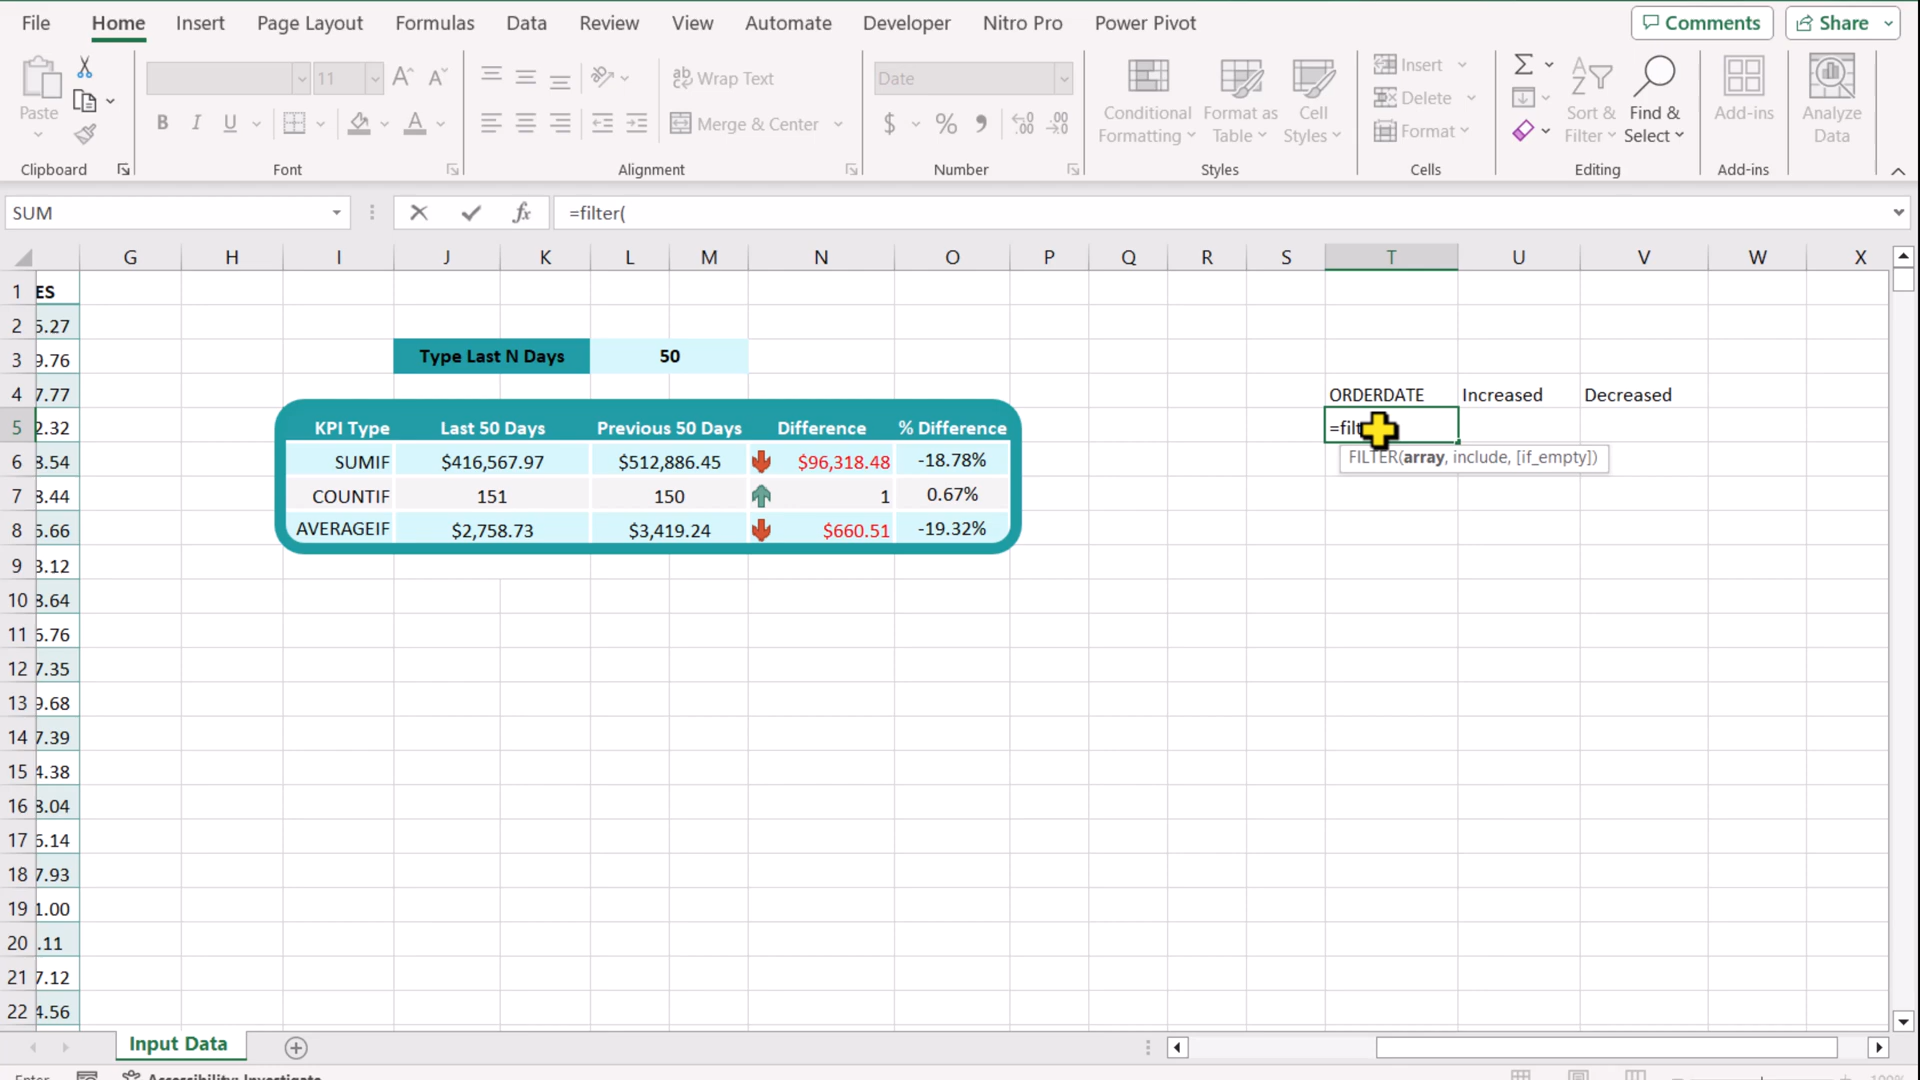 File Home Insert Page Layout Formulas Data Review View Automate Developer Nitro Pro Power Pivot Comments Share
11 Wrap Text Date Insert
Paste Conditional Format as Cell Delete Sort & Find & Add-ins Analyze
B I U A Merge & Center $ % Formatting Table Styles Format Filter Select Data
Clipboard Font Alignment Number Styles Cells Editing Add-ins
SUM fx =filter(
G H I J K L M N O P Q R S T U V W X
1 ES
2 5.27
3 9.76 Type Last N Days 50
4 7.77 ORDERDATE Increased Decreased
5 2.32 KPI Type Last 50 Days Previous 50 Days Difference % Difference =filt
6 3.54 SUMIF $416,567.97 $512,886.45 $96,318.48 -18.78% FILTER(array, include, [if_empty])
7 3.44 COUNTIF 151 150 1 0.67%
8 5.66 AVERAGEIF $2,758.73 $3,419.24 $660.51 -19.32%
9 3.12
10 3.64
11 5.76
12 7.35
13 9.68
14 7.39
15 4.38
16 3.04
17 5.14
18 7.93
19 1.00
20 .11
21 7.12
22 4.56
Input Data
Enter Accessibility: Investigate 100%